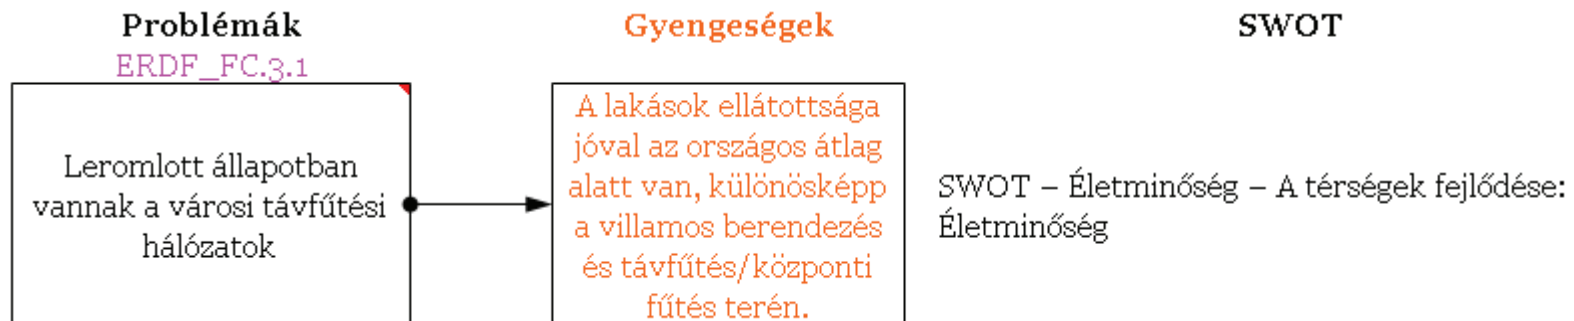 Problémák
ERDF_FC.3.1
Leromlott állapotban
vannak a városi távfűtési
hálózatok
Gyengeségek
A lakások ellátottsága
jóval az országos átlag
alatt van, különösképp
a villamos berendezés
és távfűtés/központi
fűtés terén.
SWOT
SWOT – Életminőség – A térségek fejlődése:
Életminőség